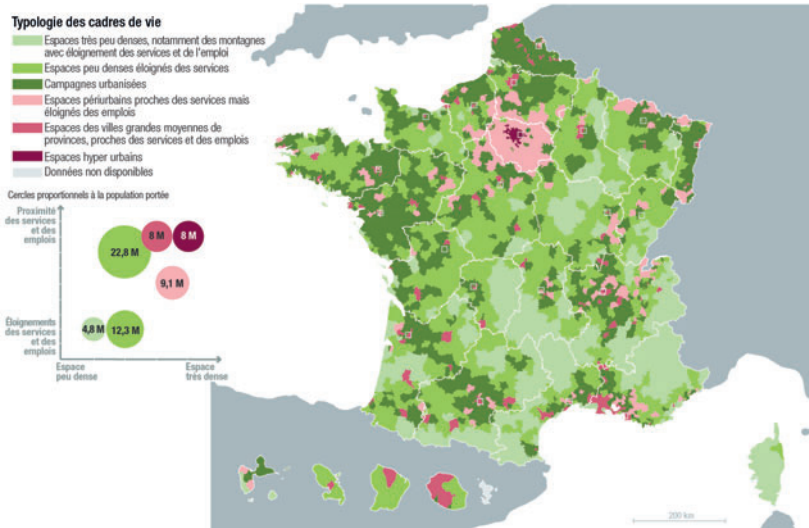 Typologie des cadres de vie
Espaces très peu denses, notamment des montagnes
avec éloignement des services et de l'emploi
Espaces peu denses éloignés des services
Campagnes urbanisées
Espaces périurbains proches des services mais
éloignés des emplois
Espaces des villes grandes moyennes de
provinces, proches des services et des emplois
Espaces hyper urbains
Données non disponibles
Cercles proportionnels à la population portée
Proximité
des services
et des
emplois
22,8 M
8 M
8 M
9,1 M
4,8 M
12,3 M
Éloignements
des services
et des
emplois
Espace
peu dense
Espace
très dense
200 km